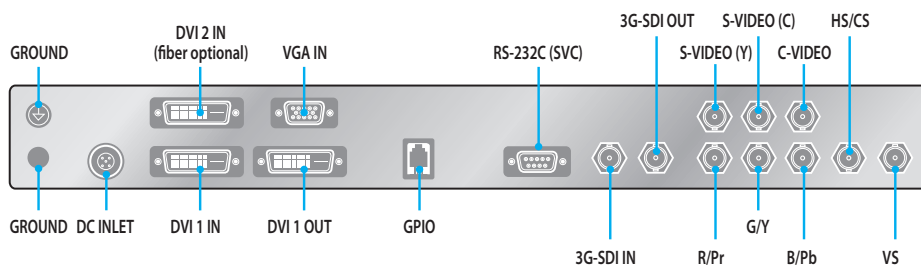 3G-SDI OUT
S-VIDEO (C)
HS/CS
DVI 2 IN
(fiber optional)
GROUND
VGA IN
RS-232C (SVC)
S-VIDEO (Y)
C-VIDEO
GROUND
DC INLET
DVI 1 IN
DVI 1 OUT
GPIO
G/Y
3G-SDI IN
R/Pr
B/Pb
VS